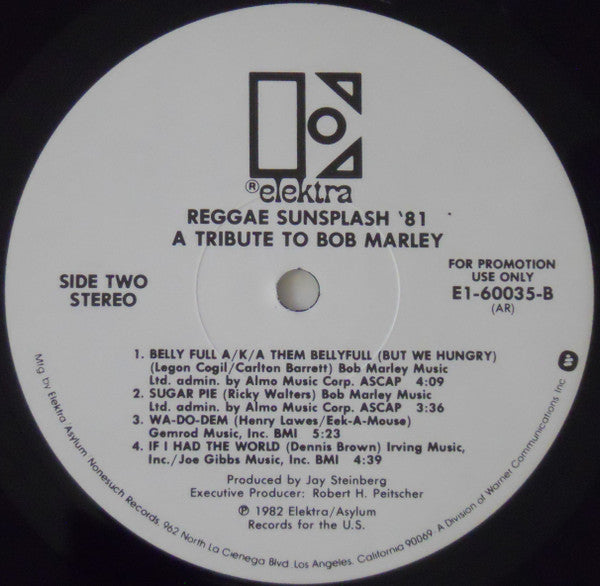 ® elektra
REGGAE SUNSPLASH '81
A TRIBUTE TO BOB MARLEY
SIDE TWO
STEREO
FOR PROMOTION
USE ONLY
E1-60035-B
(AR)
1. BELLY FULL A/K/A THEM BELLYFULL (BUT WE HUNGRY)
(Legon Cogil/Carlton Barrett) Bob Marley Music
Ltd. admin. by Almo Music Corp. ASCAP 4:09
2. SUGAR PIE (Ricky Walters) Bob Marley Music
Ltd. admin. by Almo Music Corp. ASCAP 3:36
3. WA-DO-DEM (Henry Lawes/Eek-A-Mouse)
Gemrod Music, Inc. BMI 5:23
4. IF I HAD THE WORLD (Dennis Brown) Irving Music,
Inc./Joe Gibbs Music, Inc. BMI 4:39
Produced by Jay Steinberg
Executive Producer: Robert H. Peitscher
℗ 1982 Elektra/Asylum
Records for the U.S.
Mfg. by Elektra Asylum Nonesuch Records. 962 North La Cienega Blvd. Los Angeles, California 90069. A Division of Warner Communications Inc.